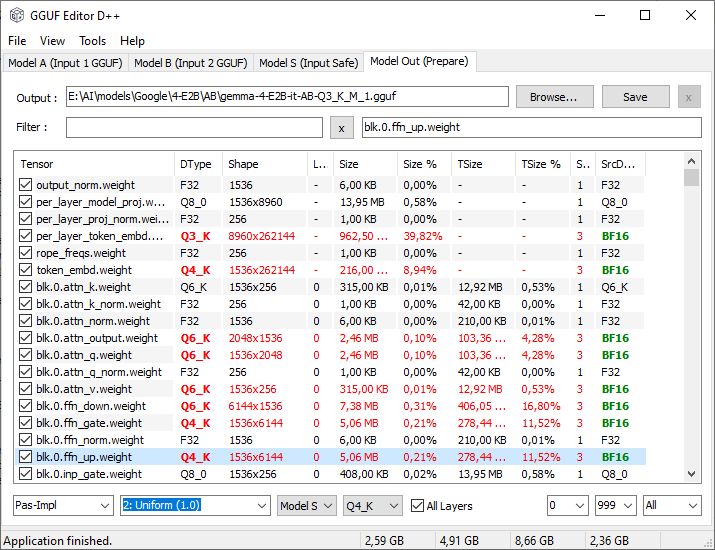 GGUF Editor D++
File View Tools Help
Model A (Input 1 GGUF) Model B (Input 2 GGUF) Model S (Input Safe) Model Out (Prepare)
Output : E:\AI\models\Google\4-E2B\AB\gemma-4-E2B-it-AB-Q3_K_M_1.gguf Browse... Save x
Filter : x blk.0.ffn_up.weight
Tensor DType Shape L... Size Size % TSize TSize % S.. SrcD...
output_norm.weight F32 1536 - 6,00 KB 0,00% - - 1 F32
per_layer_model_proj.w... Q8_0 1536x8960 - 13,95 MB 0,58% - - 1 Q8_0
per_layer_proj_norm.wei... F32 256 - 1,00 KB 0,00% - - 1 F32
per_layer_token_embd.... Q3_K 8960x262144 - 962,50 ... 39,82% - - 3 BF16
rope_freqs.weight F32 256 - 1,00 KB 0,00% - - 1 F32
token_embd.weight Q4_K 1536x262144 - 216,00 ... 8,94% - - 3 BF16
blk.0.attn_k.weight Q6_K 1536x256 0 315,00 KB 0,01% 12,92 MB 0,53% 1 Q6_K
blk.0.attn_k_norm.weight F32 256 0 1,00 KB 0,00% 42,00 KB 0,00% 1 F32
blk.0.attn_norm.weight F32 1536 0 6,00 KB 0,00% 210,00 KB 0,01% 1 F32
blk.0.attn_output.weight Q6_K 2048x1536 0 2,46 MB 0,10% 103,36 ... 4,28% 3 BF16
blk.0.attn_q.weight Q6_K 1536x2048 0 2,46 MB 0,10% 103,36 ... 4,28% 3 BF16
blk.0.attn_q_norm.weight F32 256 0 1,00 KB 0,00% 42,00 KB 0,00% 1 F32
blk.0.attn_v.weight Q6_K 1536x256 0 315,00 KB 0,01% 12,92 MB 0,53% 3 BF16
blk.0.ffn_down.weight Q6_K 6144x1536 0 7,38 MB 0,31% 406,05 ... 16,80% 3 BF16
blk.0.ffn_gate.weight Q4_K 1536x6144 0 5,06 MB 0,21% 278,44 ... 11,52% 3 BF16
blk.0.ffn_norm.weight F32 1536 0 6,00 KB 0,00% 210,00 KB 0,01% 1 F32
blk.0.ffn_up.weight Q4_K 1536x6144 0 5,06 MB 0,21% 278,44 ... 11,52% 3 BF16
blk.0.inp_gate.weight Q8_0 1536x256 0 408,00 KB 0,02% 13,95 MB 0,58% 1 Q8_0
Pas-Impl 2: Uniform (1.0) Model S Q4_K All Layers 0 999 All
Application finished. 2,59 GB 4,91 GB 8,66 GB 2,36 GB